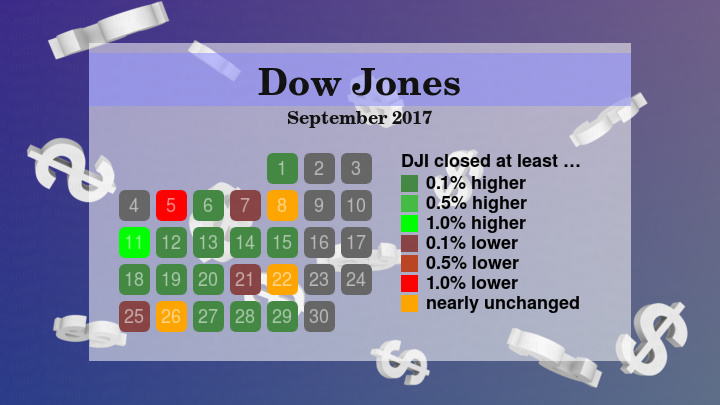 Dow Jones
September 2017
1 2 3
4 5 6 7 8 9 10
11 12 13 14 15 16 17
18 19 20 21 22 23 24
25 26 27 28 29 30
DJI closed at least ...
0.1% higher
0.5% higher
1.0% higher
0.1% lower
0.5% lower
1.0% lower
nearly unchanged